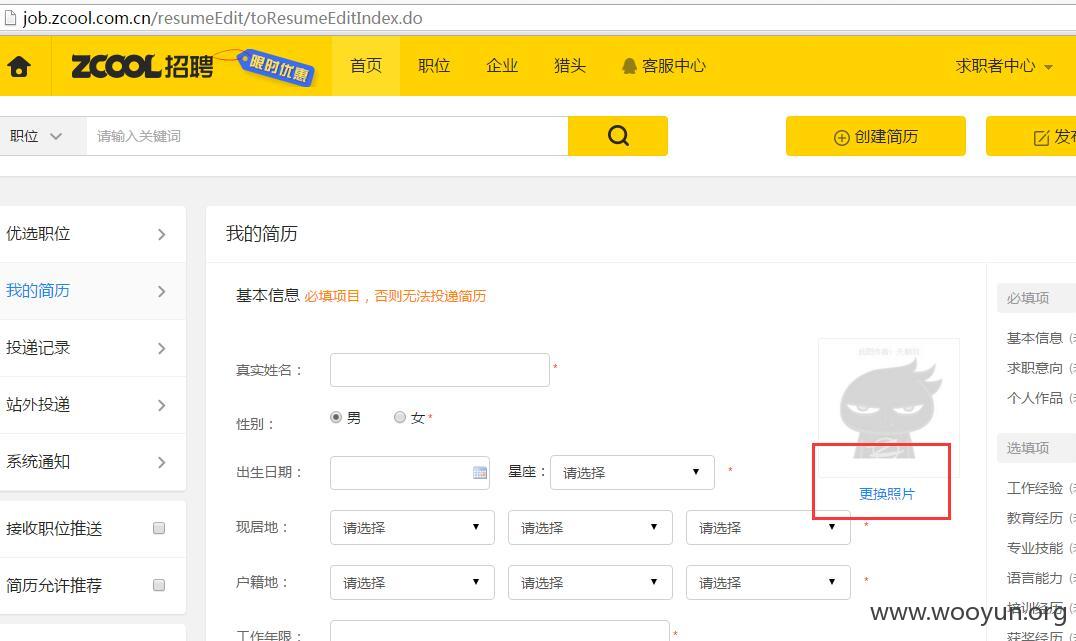 job.zcool.com.cn/resumeEdit/toResumeEditIndex.do
ZCOOL招聘 限时优惠 首页 职位 企业 猎头 客服中心 求职者中心
职位 请输入关键词 创建简历 发布
优选职位
我的简历
投递记录
站外投递
系统通知
接收职位推送
简历允许推荐
我的简历
基本信息 必填项目，否则无法投递简历
真实姓名： *
性别： 男 女 *
出生日期： 星座： 请选择 *
现居地： 请选择 请选择 请选择 *
户籍地： 请选择 请选择 请选择 *
工作年限： *
更换照片
必填项
基本信息
求职意向
个人作品
选填项
工作经验
教育经历
专业技能
语言能力
培训经历
获奖经历
www.wooyun.org